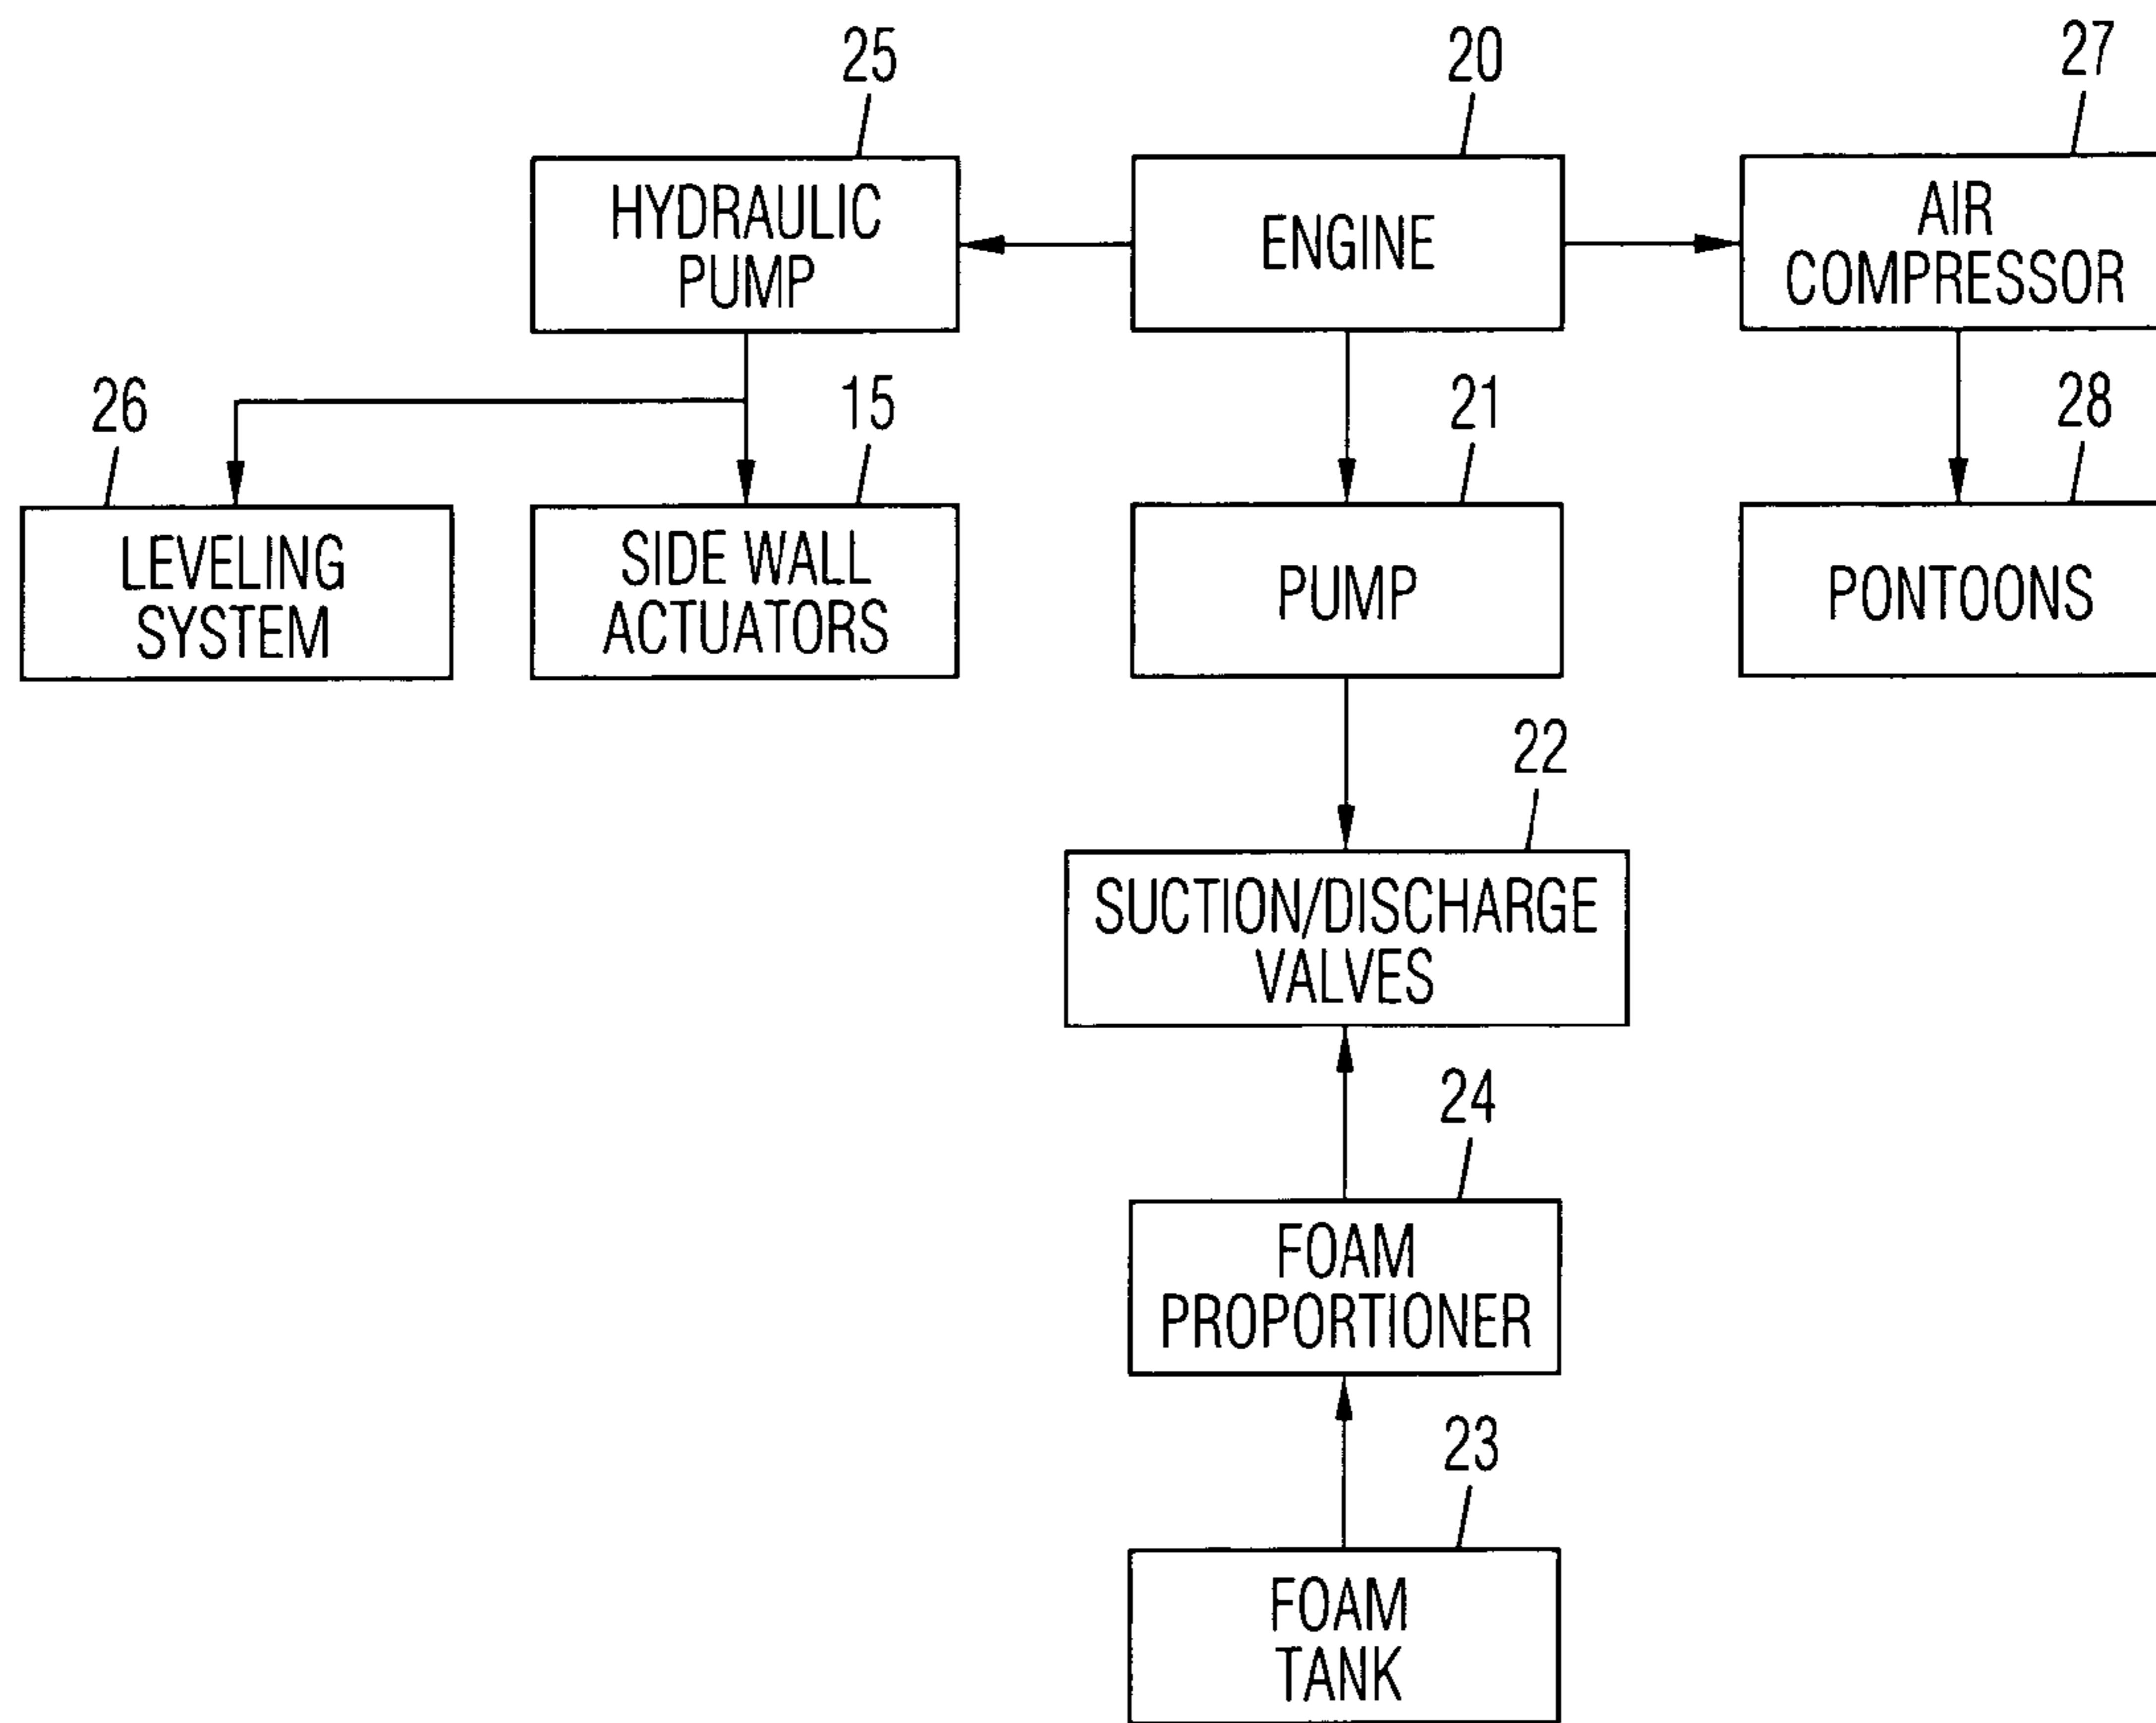 25
20
27
HYDRAULIC
PUMP
ENGINE
AIR
COMPRESSOR
26
15
21
28
LEVELING
SYSTEM
SIDE WALL
ACTUATORS
PUMP
PONTOONS
22
SUCTION/DISCHARGE
VALVES
24
FOAM
PROPORTIONER
23
FOAM
TANK